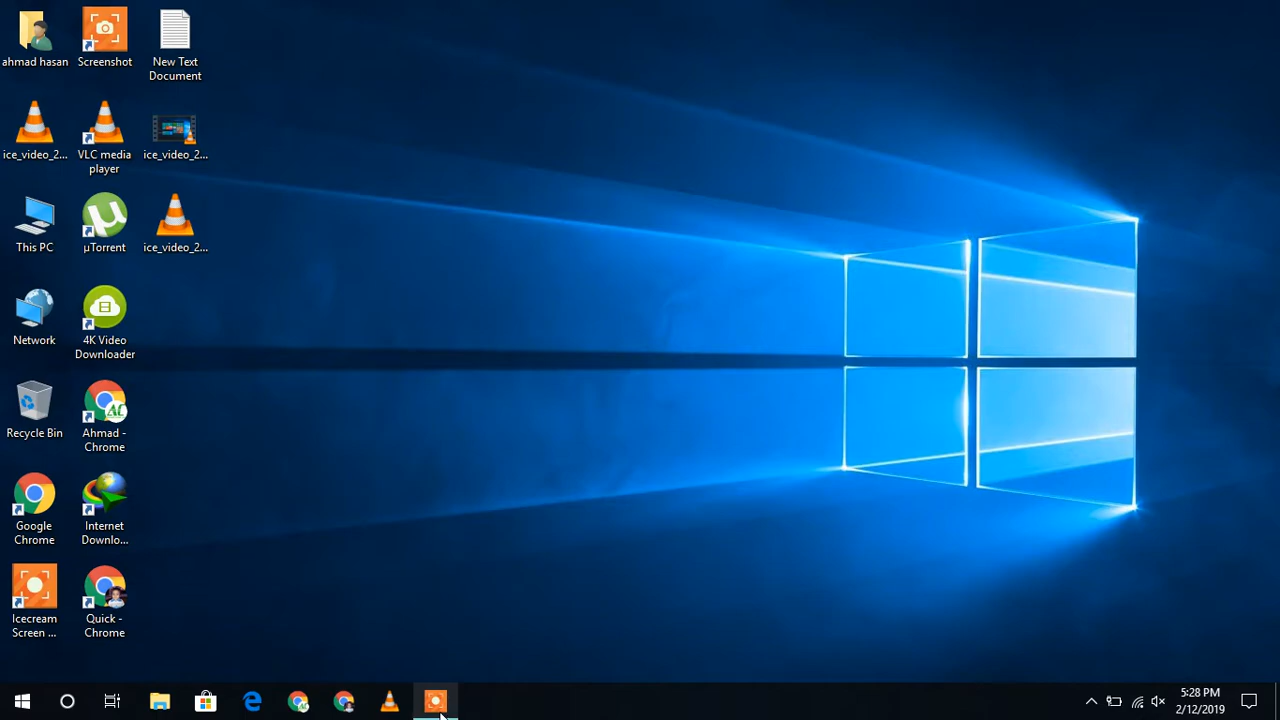 ahmad hasan
Screenshot
New Text
Document
ice_video_2...
VLC media
player
ice_video_2...
This PC
µTorrent
ice_video_2...
Network
4K Video
Downloader
Recycle Bin
Ahmad -
Chrome
Google
Chrome
Internet
Downlo...
Icecream
Screen ...
Quick -
Chrome
5:28 PM
2/12/2019